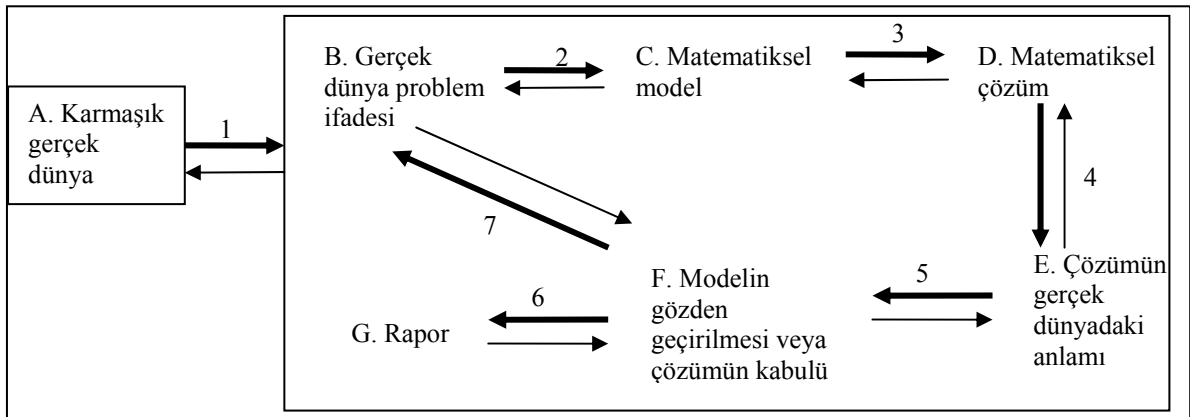 A. Karmaşık
gerçek
dünya
1
B. Gerçek
dünya problem
ifadesi
2
C. Matematiksel
model
3
D. Matematiksel
çözüm
4
E. Çözümün
gerçek
dünyadaki
anlamı
5
F. Modelin
gözden
geçirilmesi veya
çözümün kabulü
6
G. Rapor
7